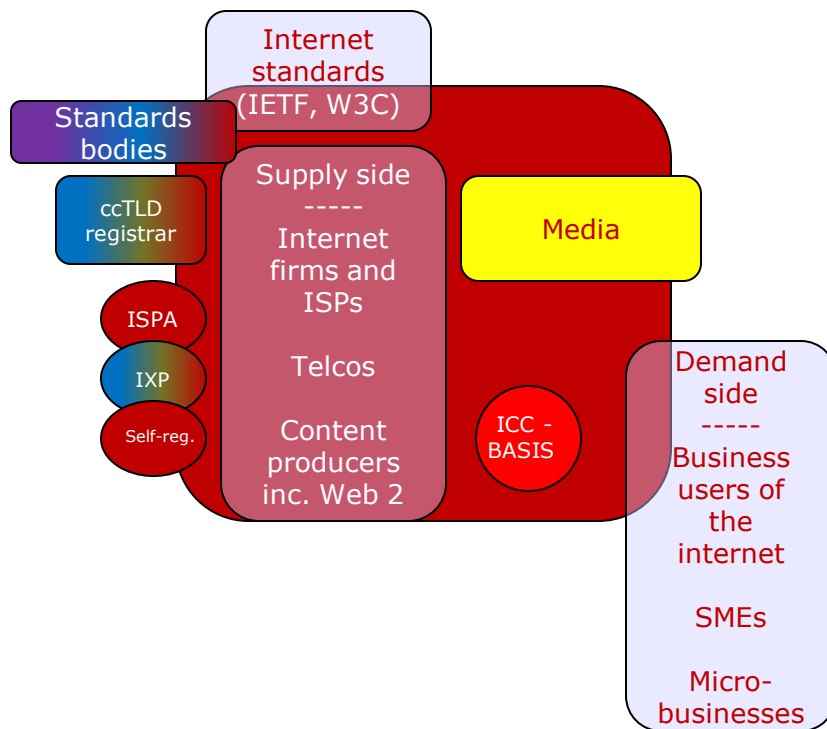 Internet
standards
(IETF, W3C)
Standards
bodies
ccTLD
registrar
ISPA
IXP
Self-reg.
Supply side
-----
Internet
firms and
ISPs
Telcos
Content
producers
inc. Web 2
Media
ICC -
BASIS
Demand
side
-----
Business
users of
the
internet
SMEs
Micro-
businesses